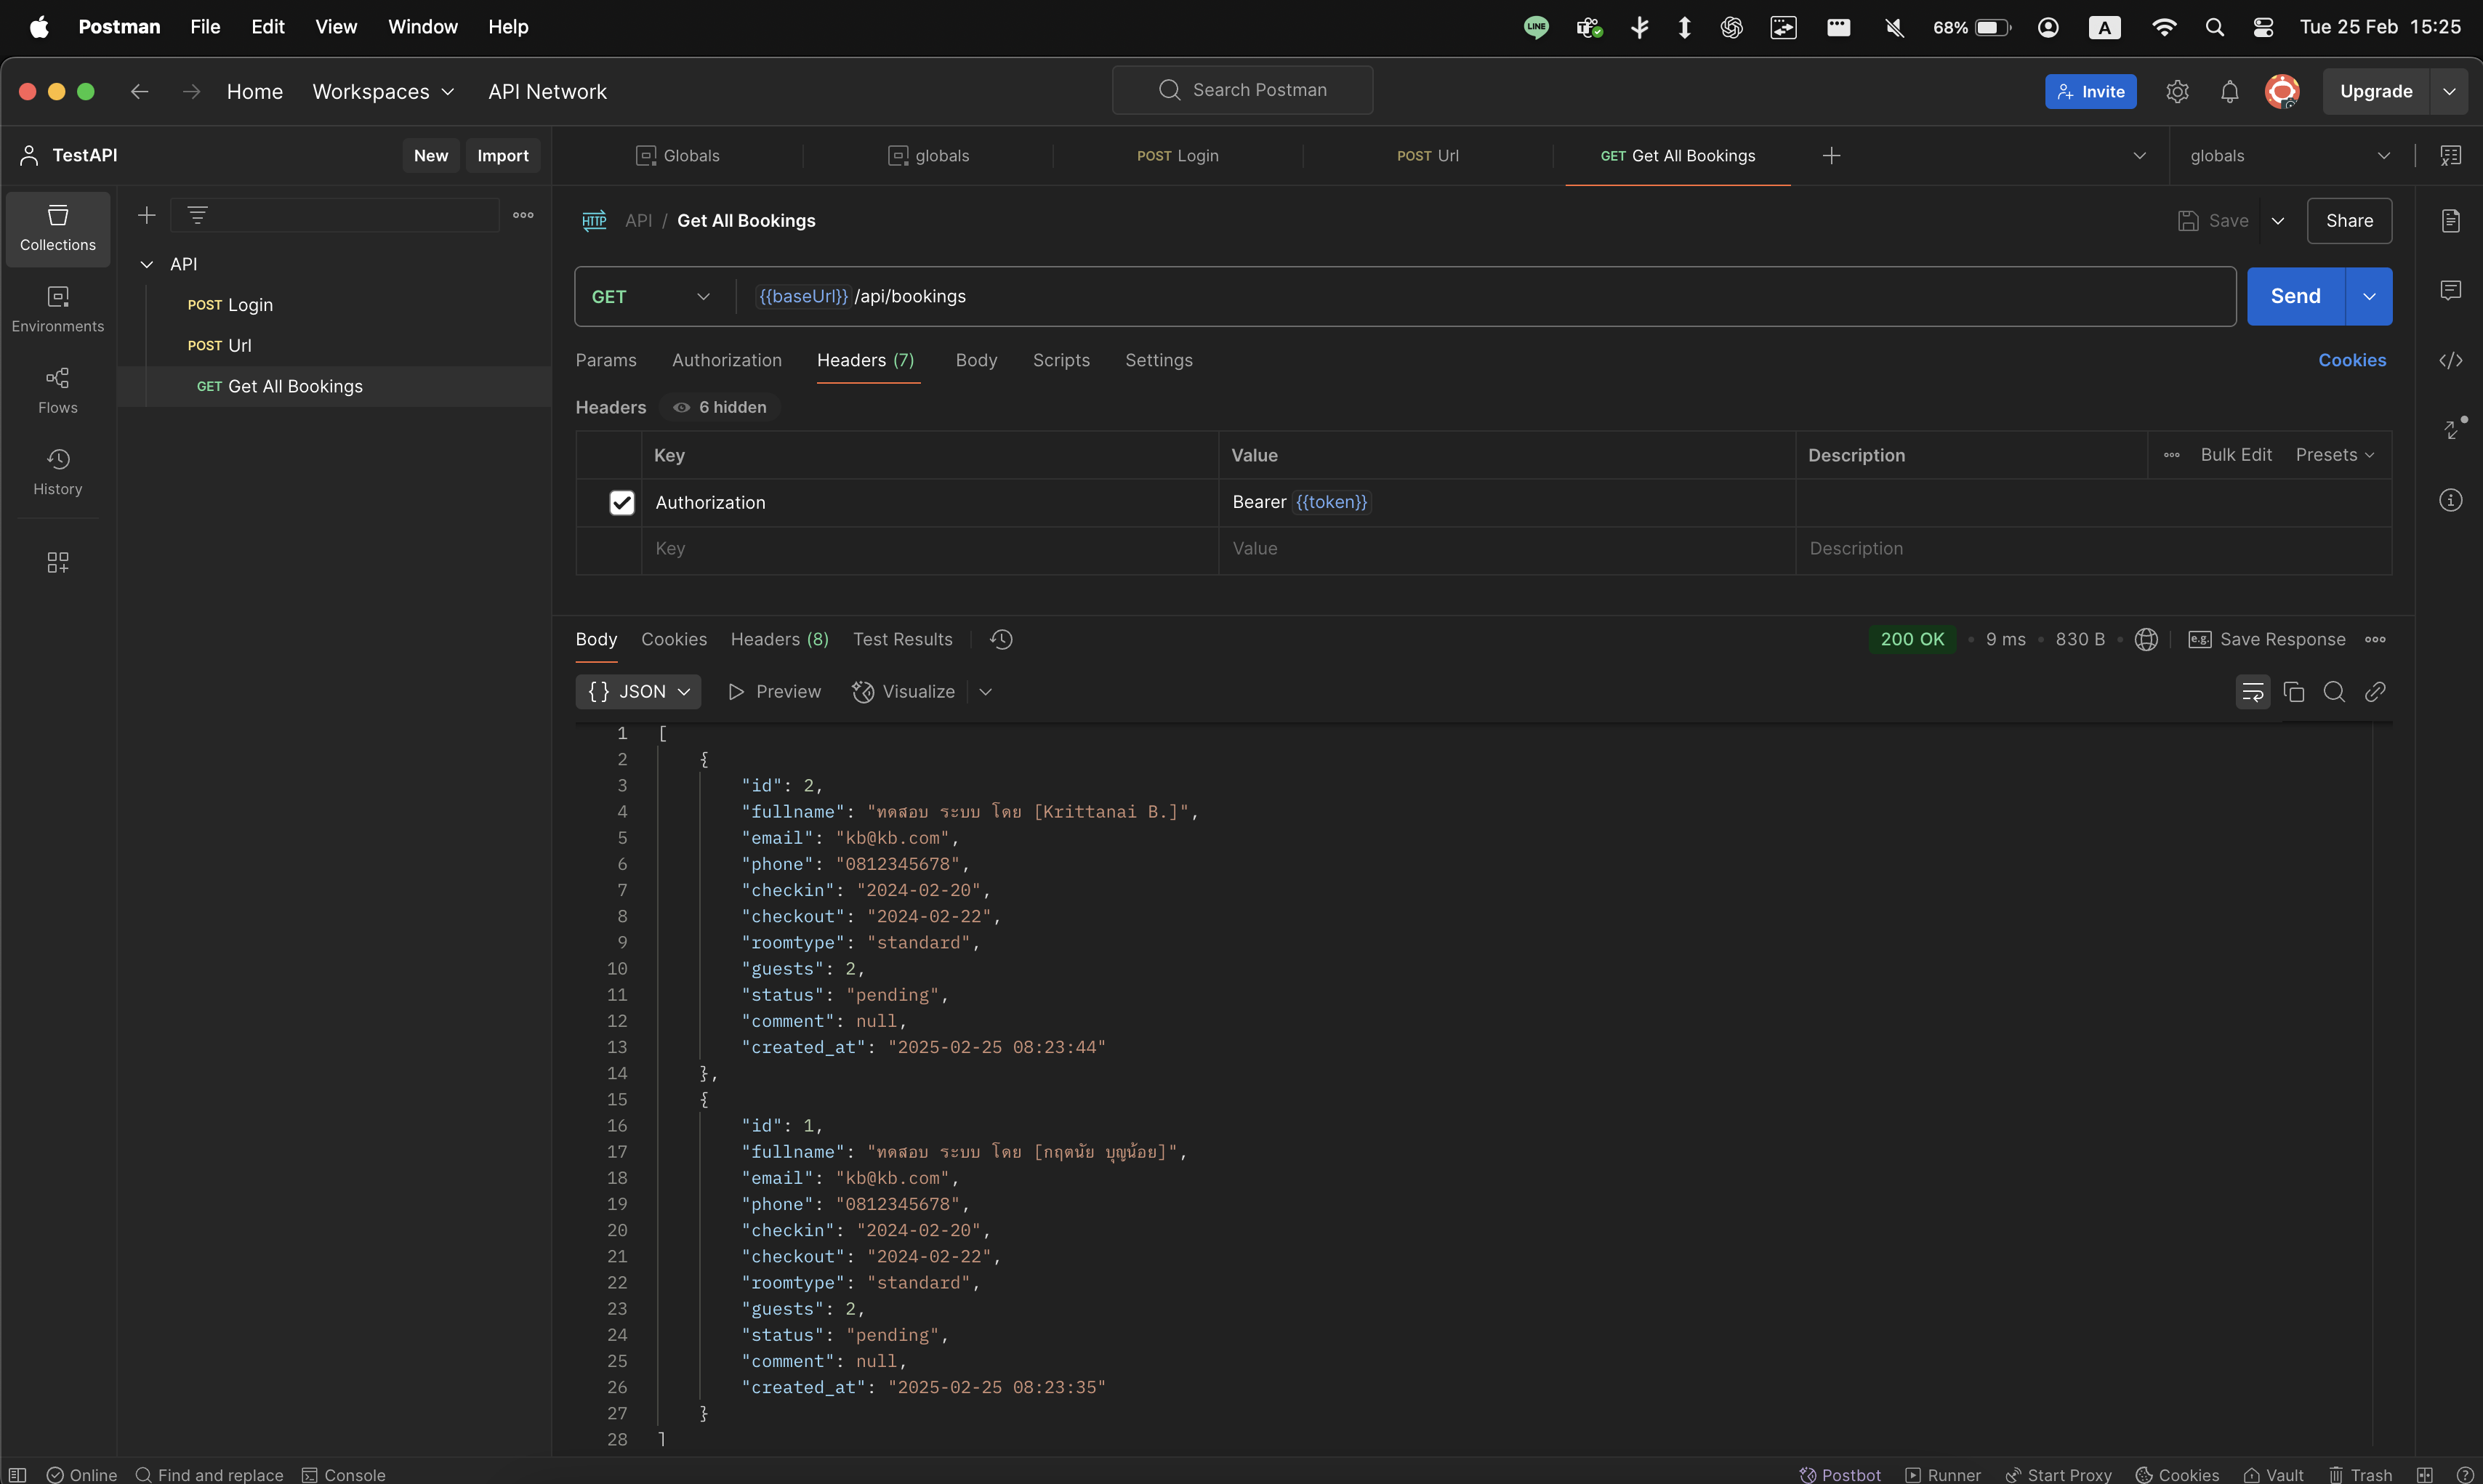 Postman File Edit View Window Help LINE 68% A Tue 25 Feb 15:25
Home Workspaces API Network Search Postman Invite Upgrade
TestAPI New Import Globals globals POST Login POST Url GET Get All Bookings globals
Collections
Environments
Flows
History
API
POST Login
POST Url
GET Get All Bookings
HTTP API / Get All Bookings Save Share
GET {{baseUrl}} /api/bookings Send
Params Authorization Headers (7) Body Scripts Settings Cookies
Headers 6 hidden
Key Value Description Bulk Edit Presets
Authorization Bearer {{token}}
Key Value Description
Body Cookies Headers (8) Test Results 200 OK • 9 ms • 830 B • e.g. Save Response
{} JSON Preview Visualize
1 [
2 {
3 "id": 2,
4 "fullname": "ทดสอบ ระบบ โดย [Krittanai B.]",
5 "email": "kb@kb.com",
6 "phone": "0812345678",
7 "checkin": "2024-02-20",
8 "checkout": "2024-02-22",
9 "roomtype": "standard",
10 "guests": 2,
11 "status": "pending",
12 "comment": null,
13 "created_at": "2025-02-25 08:23:44"
14 },
15 {
16 "id": 1,
17 "fullname": "ทดสอบ ระบบ โดย [กฤตนัย บุญน้อย]",
18 "email": "kb@kb.com",
19 "phone": "0812345678",
20 "checkin": "2024-02-20",
21 "checkout": "2024-02-22",
22 "roomtype": "standard",
23 "guests": 2,
24 "status": "pending",
25 "comment": null,
26 "created_at": "2025-02-25 08:23:35"
27 }
28 ]
Online Find and replace Console Postbot Runner Start Proxy Cookies Vault Trash